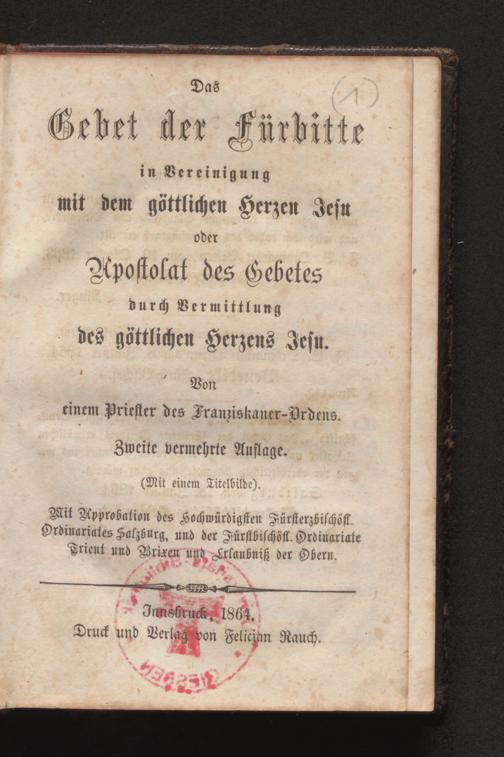 (1)
Das
Gebet der Fürbitte
in Vereinigung
mit dem göttlichen Herzen Jesu
oder
Apostolat des Gebetes
durch Vermittlung
des göttlichen Herzens Jesu.
Von
einem Priester des Franziskaner-Ordens.
Zweite vermehrte Auflage.
(Mit einem Titelbilde).
Mit Approbation des Hochwürdigsten Fürsterzbischöfl.
Ordinariates Salzburg, und der Fürstbischöfl. Ordinariate
Trient und Brixen und Erlaubniß der Obern.
Innsbruck, 1864.
Druck und Verlag von Felician Rauch.
GIESSEN